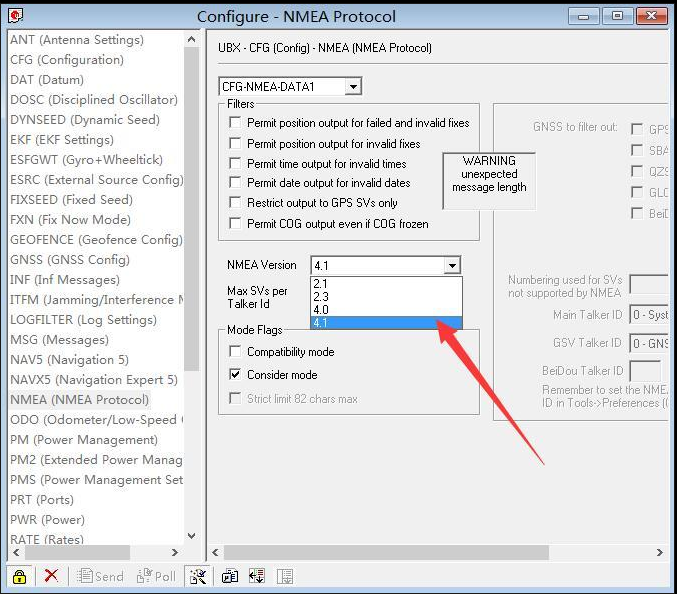 Configure - NMEA Protocol
ANT (Antenna Settings)
CFG (Configuration)
DAT (Datum)
DOSC (Disciplined Oscillator)
DYNSEED (Dynamic Seed)
EKF (EKF Settings)
ESFGWT (Gyro+Wheeltick)
ESRC (External Source Config)
FIXSEED (Fixed Seed)
FXN (Fix Now Mode)
GEOFENCE (Geofence Config)
GNSS (GNSS Config)
INF (Inf Messages)
ITFM (Jamming/Interference M
LOGFILTER (Log Settings)
MSG (Messages)
NAV5 (Navigation 5)
NAVX5 (Navigation Expert 5)
NMEA (NMEA Protocol)
ODO (Odometer/Low-Speed
PM (Power Management)
PM2 (Extended Power Manag
PMS (Power Management Set
PRT (Ports)
PWR (Power)
RATE (Rates)
UBX - CFG (Config) - NMEA (NMEA Protocol)
CFG-NMEA-DATA1
Filters
Permit position output for failed and invalid fixes
Permit position output for invalid fixes
Permit time output for invalid times
Permit date output for invalid dates
Restrict output to GPS SVs only
Permit COG output even if COG frozen
WARNING
unexpected
message length
GNSS to filter out:
GPS
SBA
QZS
GLO
BeiD
NMEA Version
4.1
2.1
2.3
4.0
4.1
Max SVs per
Talker Id
Mode Flags
Compatibility mode
Consider mode
Strict limit 82 chars max
Numbering used for SVs
not supported by NMEA
Main Talker ID
0 - Syst
GSV Talker ID
0 - GNS
BeiDou Talker ID
Remember to set the NMEA
ID in Tools->Preferences (
Send
Poll